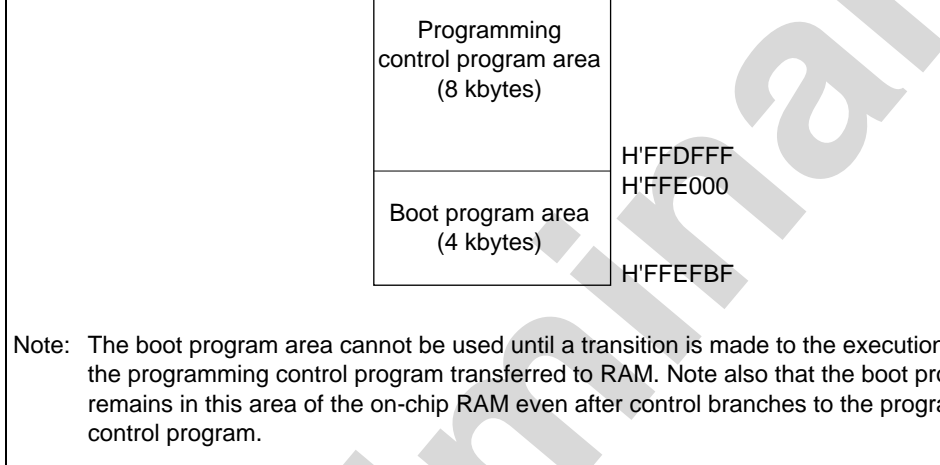 Programming
control program area
(8 kbytes)
H'FFDFFF
H'FFE000
Boot program area
(4 kbytes)
H'FFEFBF
Note: The boot program area cannot be used until a transition is made to the execution
the programming control program transferred to RAM. Note also that the boot pro
remains in this area of the on-chip RAM even after control branches to the progra
control program.
minar